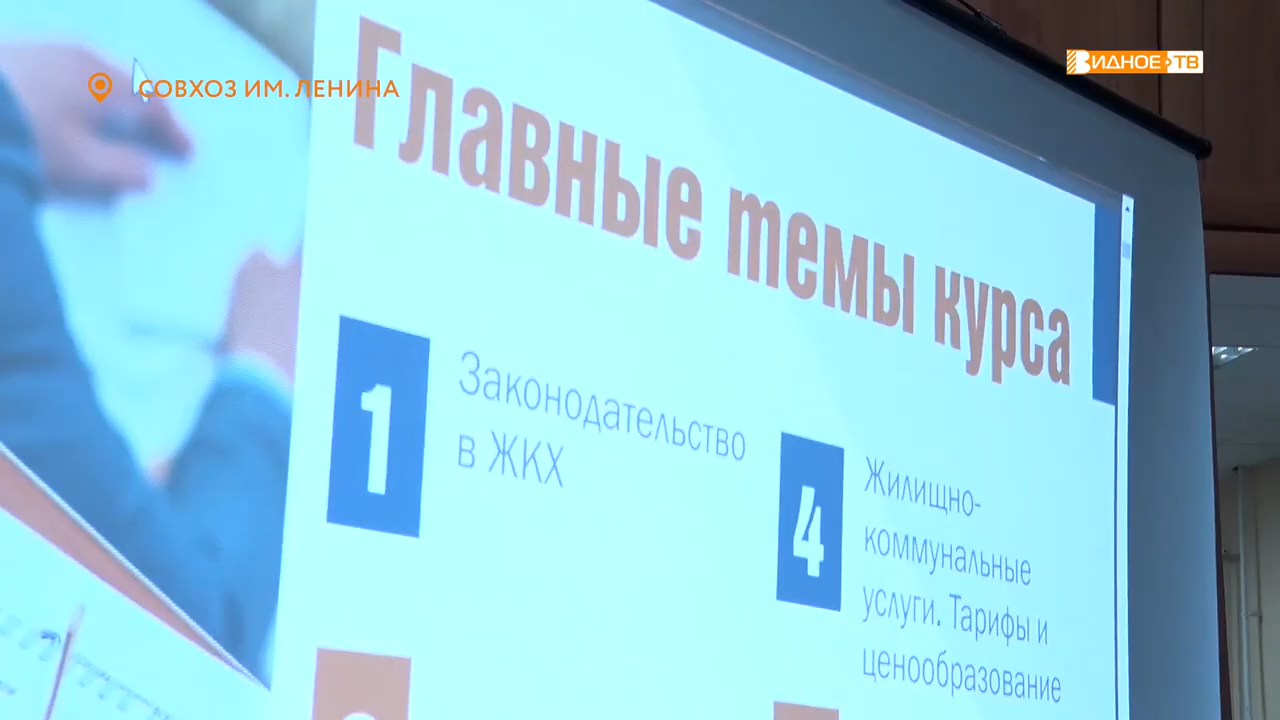 СОВХОЗ ИМ. ЛЕНИНА
ВИДНОЕ ТВ
Главные темы курса
1
Законодательство
в ЖКХ
4
Жилищно-
коммунальные
услуги. Тарифы и
ценообразование